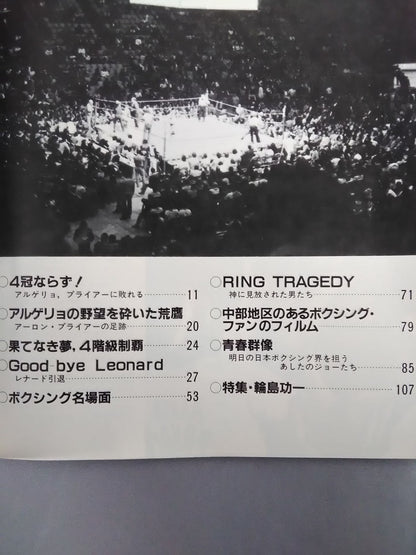 ○4冠ならず!
アルゲリョ、プライアーに敗れる……11
アルゲリョの野望を砕いた荒鷹
アーロン・プライアーの足跡……20
○果てなき夢，4階級制覇……24
○Good-bye Leonard
レナード引退……27
○ボクシング名場面……53
○RING TRAGEDY
神に見放された男たち……71
○中部地区のあるボクシング・
ファンのフィルム……79
○青春群像
明日の日本ボクシング界を担う
あしたのジョーたち……85
○特集・輪島功一……107